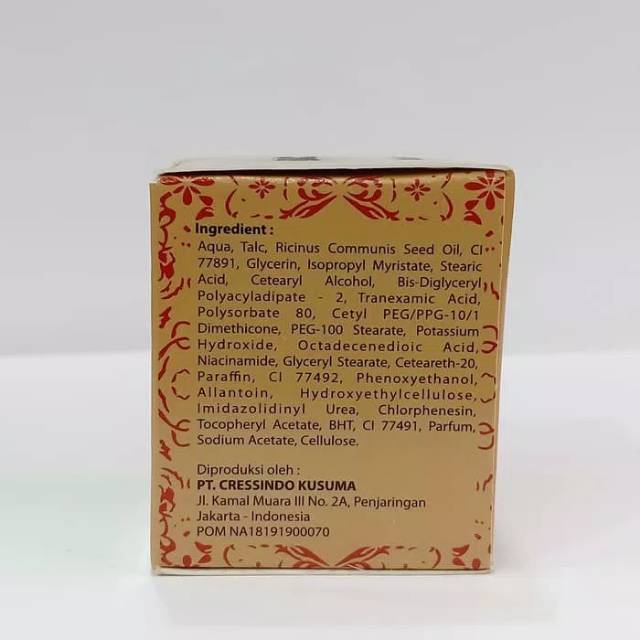 Ingredient :
Aqua, Talc, Ricinus Communis Seed Oil, CI
77891, Glycerin, Isopropyl Myristate, Stearic
Acid, Cetearyl Alcohol, Bis-Diglyceryl
Polyacyladipate - 2, Tranexamic Acid,
Polysorbate 80, Cetyl PEG/PPG-10/1
Dimethicone, PEG-100 Stearate, Potassium
Hydroxide, Octadecenedioic Acid,
Niacinamide, Glyceryl Stearate, Ceteareth-20,
Paraffin, CI 77492, Phenoxyethanol,
Allantoin, Hydroxyethylcellulose,
Imidazolidinyl Urea, Chlorphenesin,
Tocopheryl Acetate, BHT, CI 77491, Parfum,
Sodium Acetate, Cellulose.
Diproduksi oleh :
PT. CRESSINDO KUSUMA
Jl. Kamal Muara III No. 2A, Penjaringan
Jakarta - Indonesia
POM NA18191900070